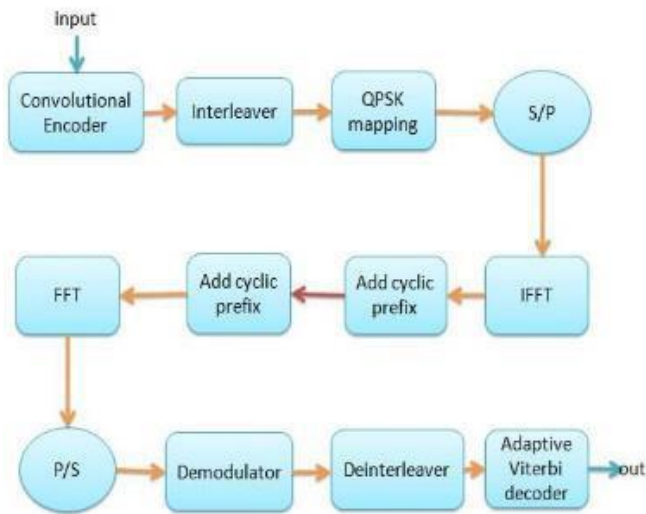 input
Convolutional
Encoder
Interleaver
QPSK
mapping
S/P
IFFT
Add cyclic
prefix
Add cyclic
prefix
FFT
P/S
Demodulator
Deinterleaver
Adaptive
Viterbi
decoder
out